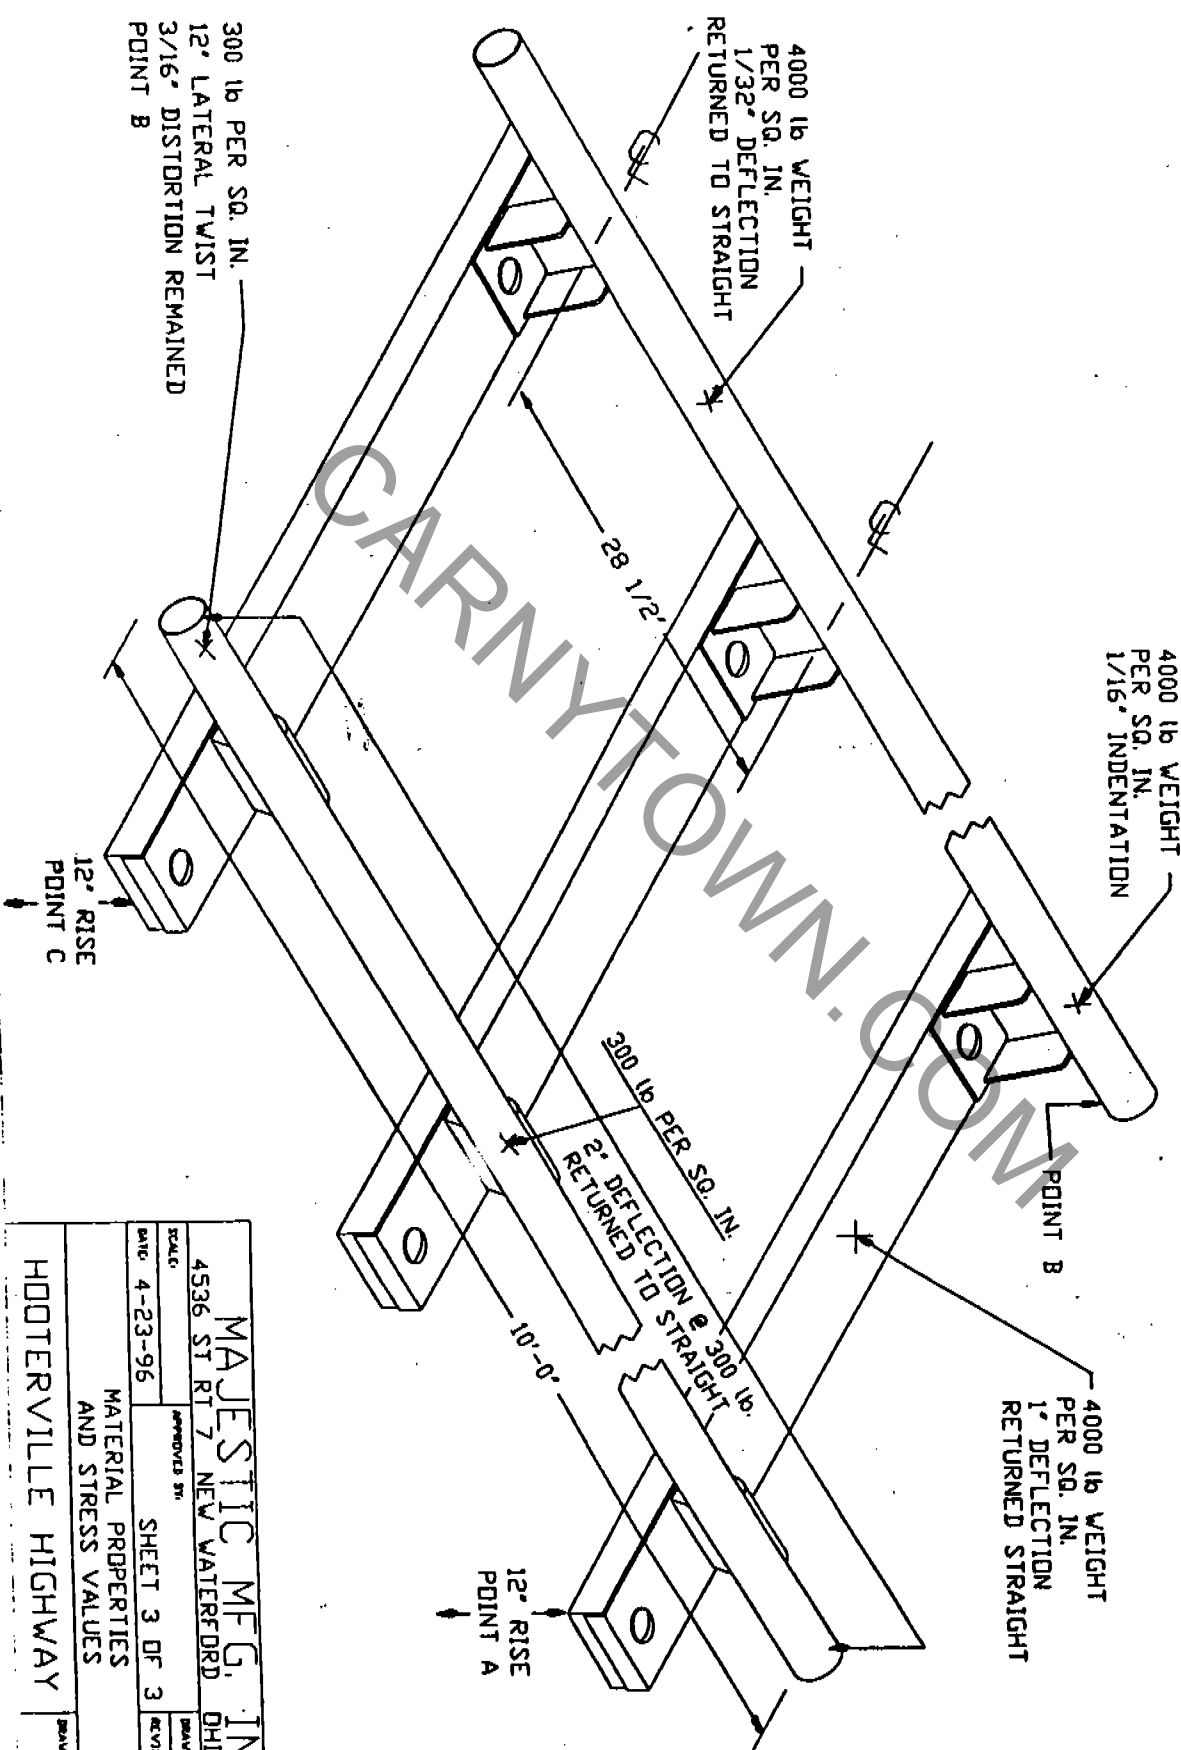 4000 lb WEIGHT
PER SQ. IN.
1/16" INDENTATION
4000 lb WEIGHT
PER SQ. IN.
1/32" DEFLECTION
RETURNED TO STRAIGHT
POINT B
4000 lb WEIGHT
PER SQ. IN.
1" DEFLECTION
RETURNED STRAIGHT
28 1/2"
300 lb PER SQ. IN.
2" DEFLECTION @ 300 lb.
RETURNED TO STRAIGHT
10'-0"
300 lb PER SQ. IN.
12" LATERAL TWIST
3/16" DISTORTION REMAINED
POINT B
12" RISE
POINT C
12" RISE
POINT A
MAJESTIC MFG. IN
4536 ST RT 7 NEW WATERFORD OHI
SCALE:
APPROVED BY:
DRAW
DATE: 4-23-96
SHEET 3 OF 3
REVI
MATERIAL PROPERTIES
AND STRESS VALUES
HOOTERVILLE HIGHWAY
DRAW
CARNYTOWN.COM